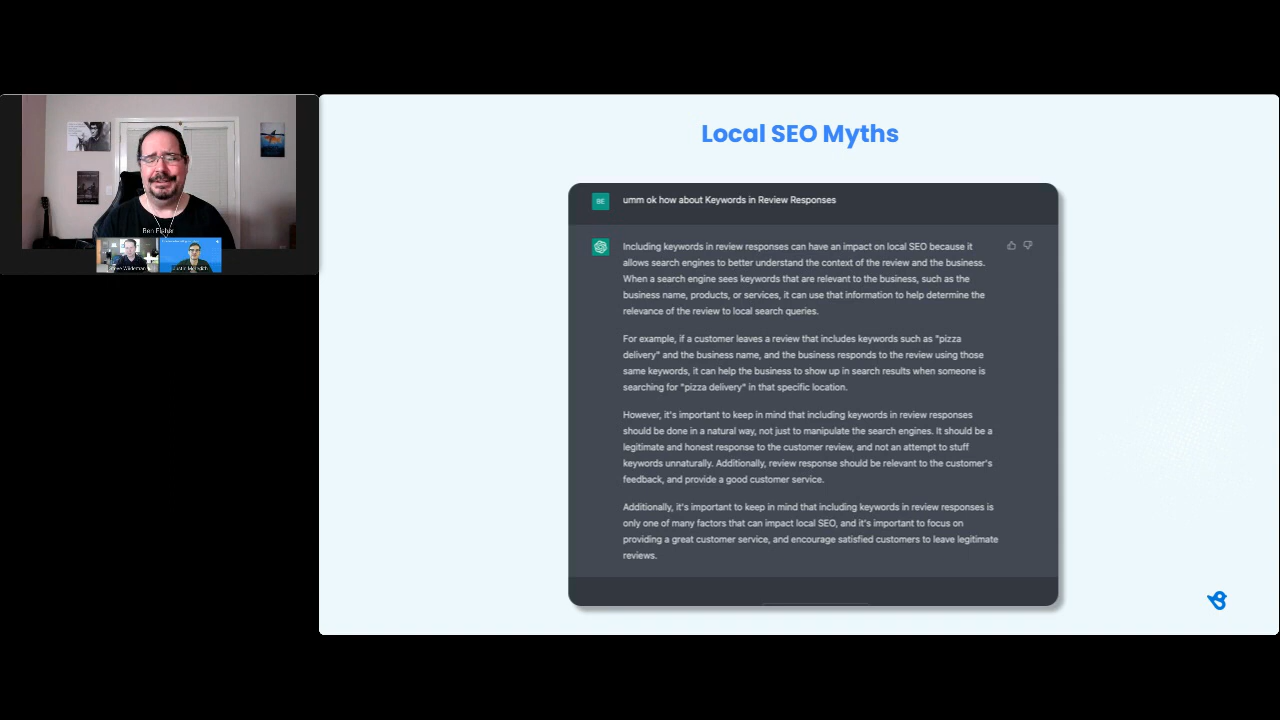 Local SEO Myths
BE
umm ok how about Keywords in Review Responses
Including keywords in review responses can have an impact on local SEO because it
allows search engines to better understand the context of the review and the business.
When a search engine sees keywords that are relevant to the business, such as the
business name, products, or services, it can use that information to help determine the
relevance of the review to local search queries.
For example, if a customer leaves a review that includes keywords such as "pizza
delivery" and the business name, and the business responds to the review using those
same keywords, it can help the business to show up in search results when someone is
searching for "pizza delivery" in that specific location.
However, it's important to keep in mind that including keywords in review responses
should be done in a natural way, not just to manipulate the search engines. It should be a
legitimate and honest response to the customer review, and not an attempt to stuff
keywords unnaturally. Additionally, review response should be relevant to the customer's
feedback, and provide a good customer service.
Additionally, it's important to keep in mind that including keywords in review responses is
only one of many factors that can impact local SEO, and it's important to focus on
providing a great customer service, and encourage satisfied customers to leave legitimate
reviews.
Ben Fisher